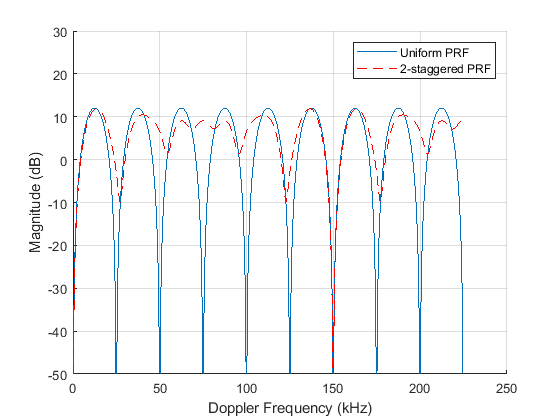 30
20
10
0
-10
-20
-30
-40
-50
Magnitude (dB)
Uniform PRF
2-staggered PRF
0 50 100 150 200 250
Doppler Frequency (kHz)